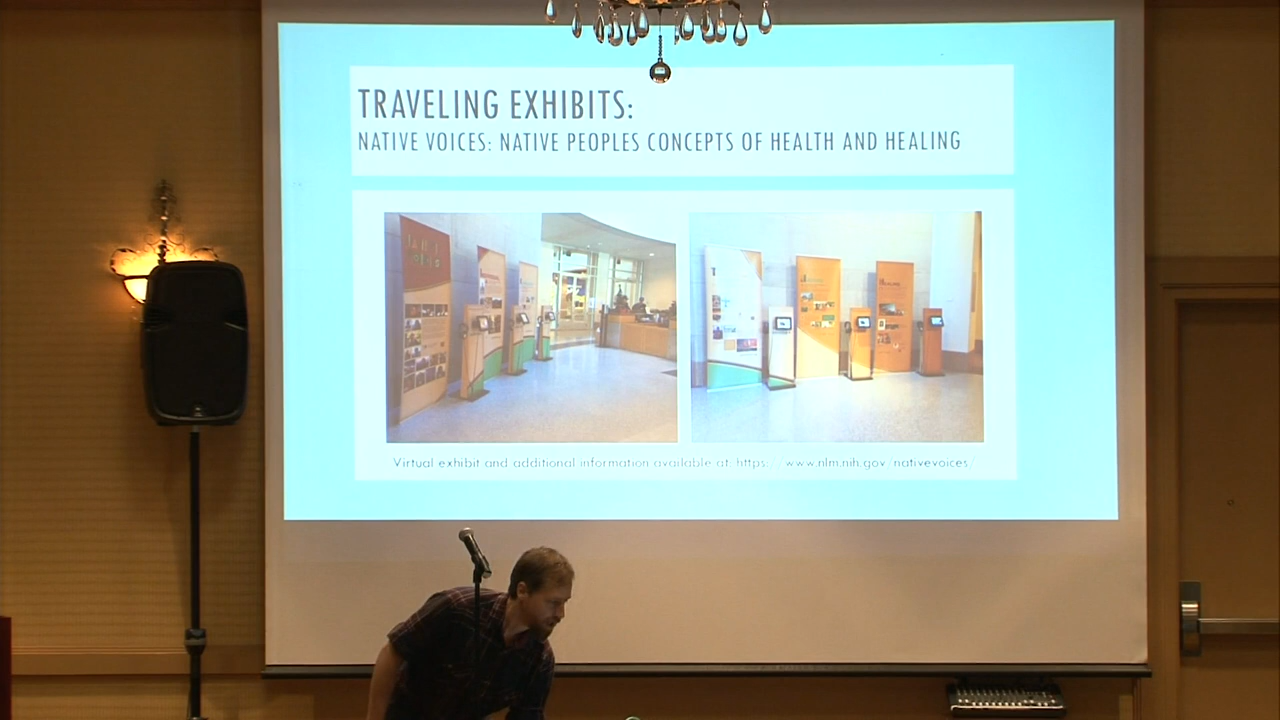 TRAVELING EXHIBITS:
NATIVE VOICES: NATIVE PEOPLES CONCEPTS OF HEALTH AND HEALING
Virtual exhibit and additional information available at: https://www.nlm.nih.gov/nativevoices/